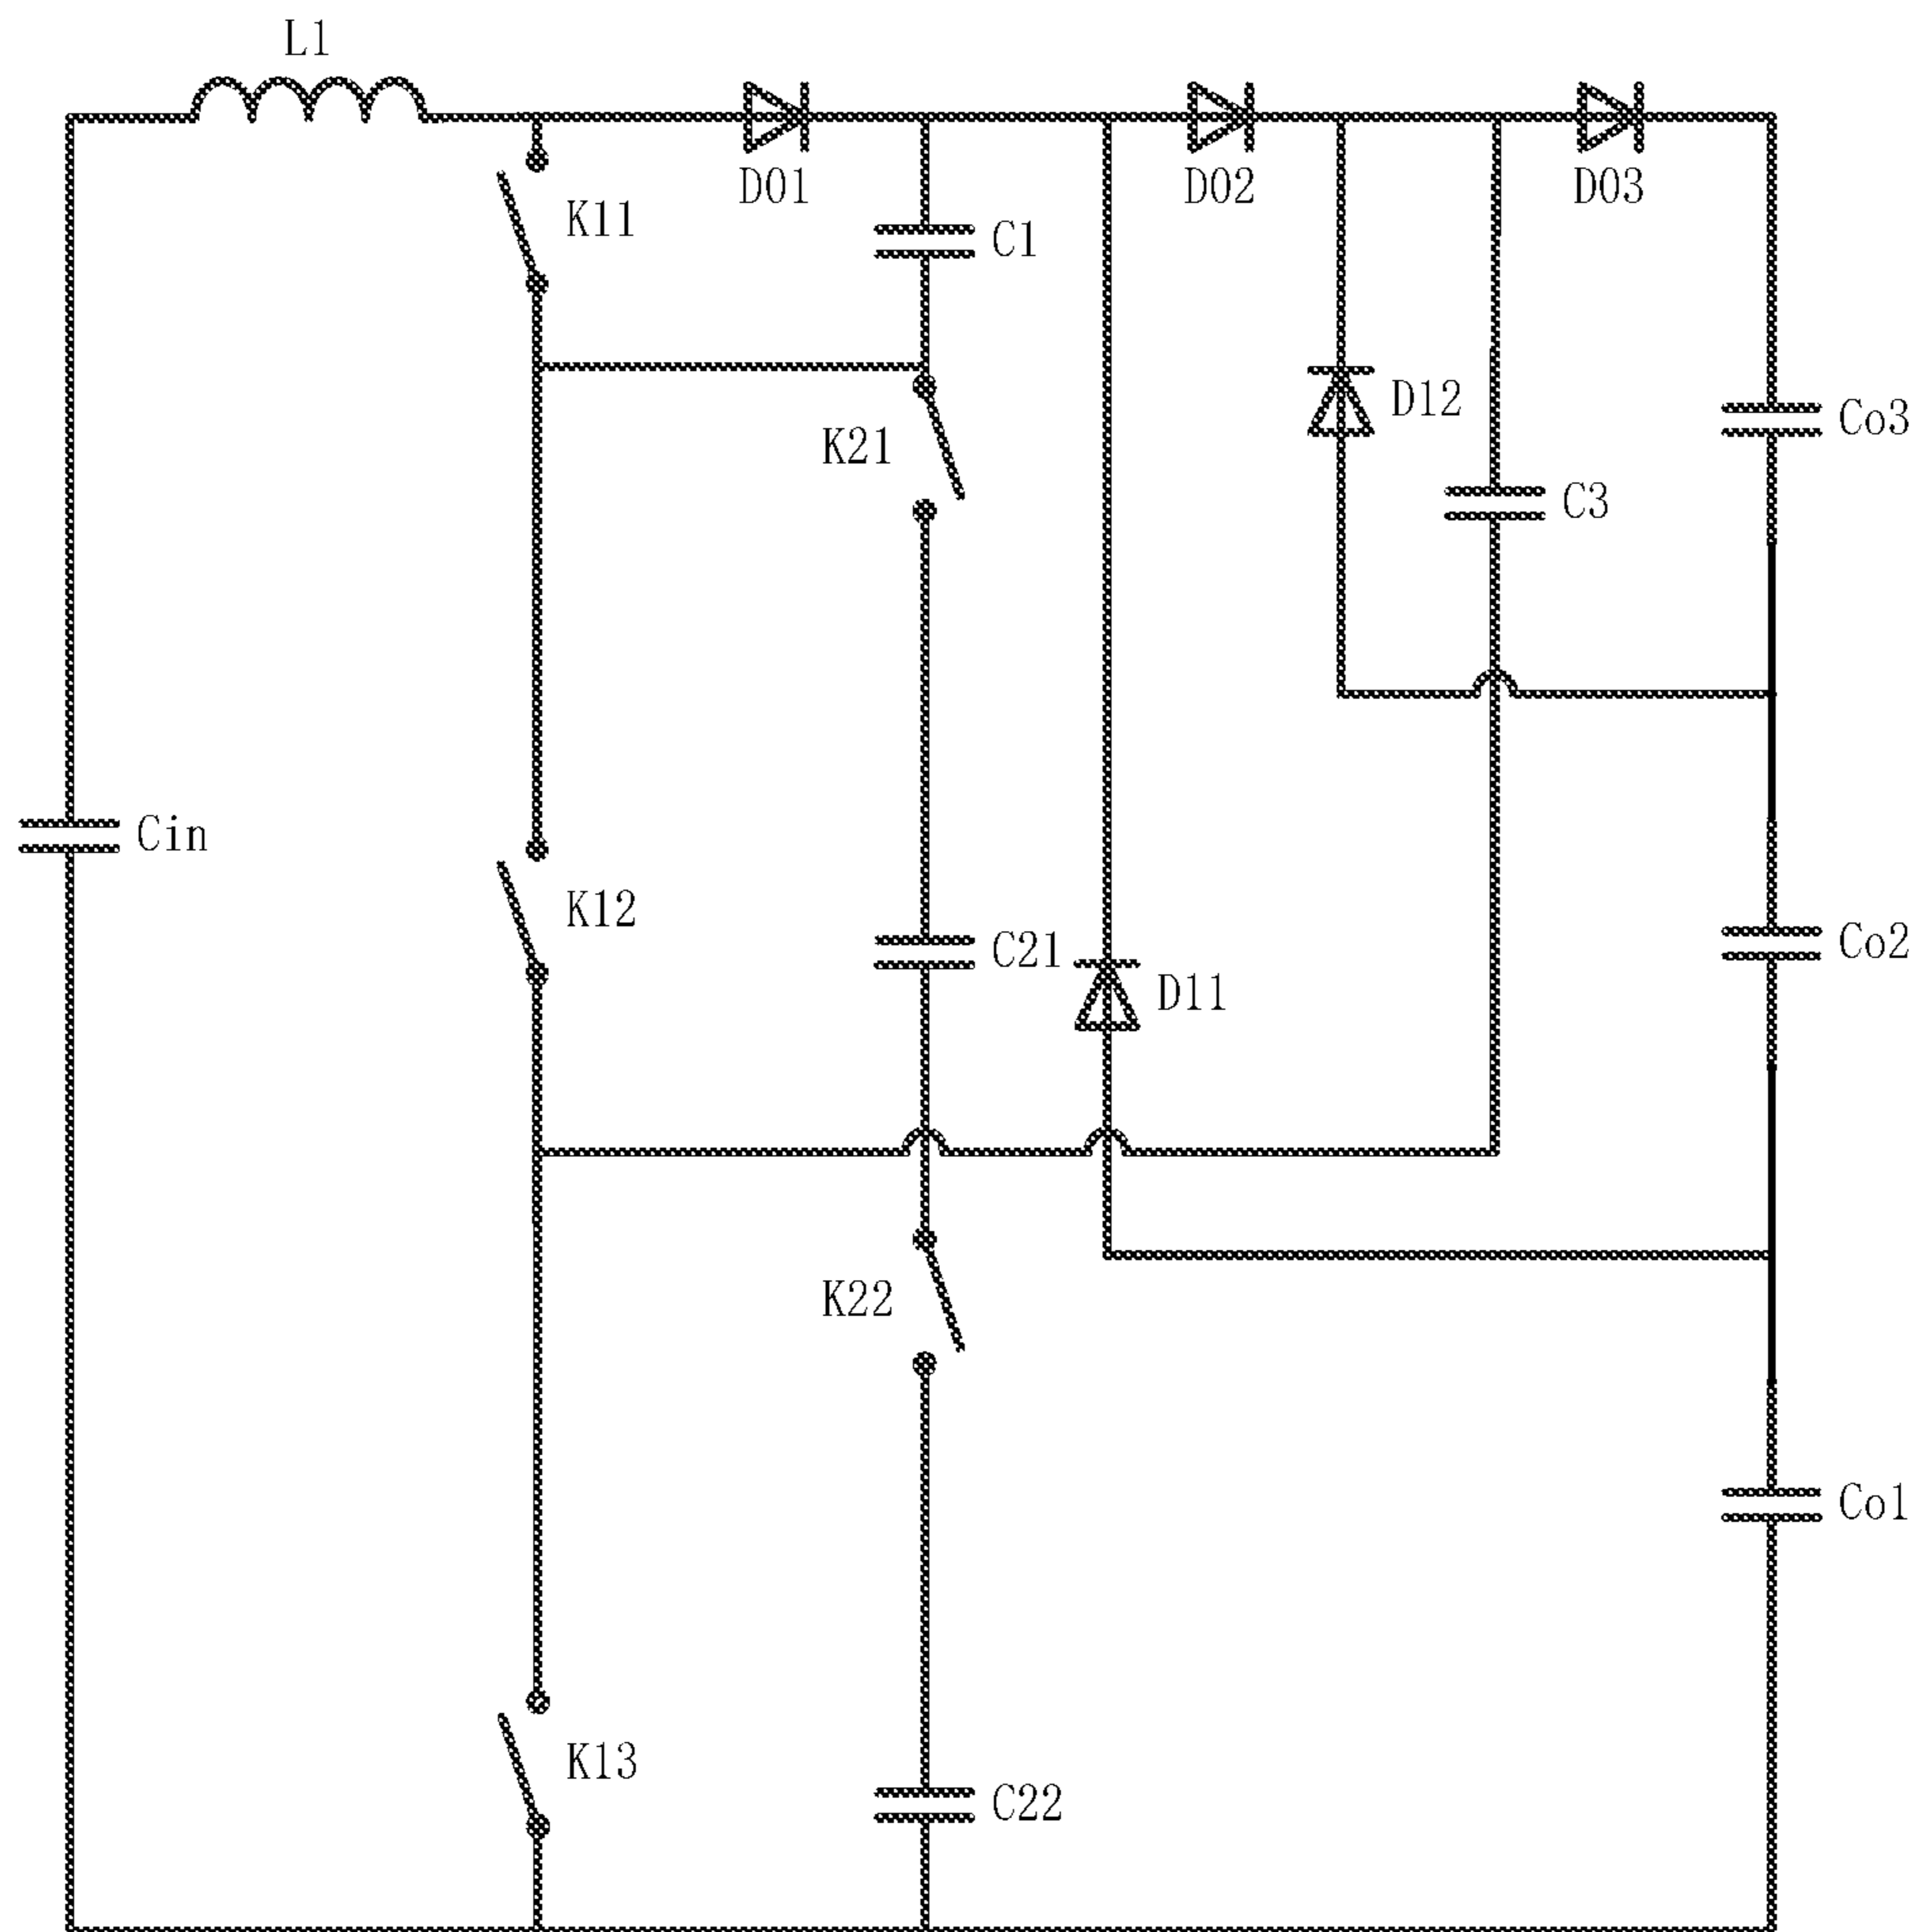 L1
D01
D02
D03
K11
C1
D12
Co3
K21
C3
Cin
K12
C21
D11
Co2
K22
Co1
K13
C22